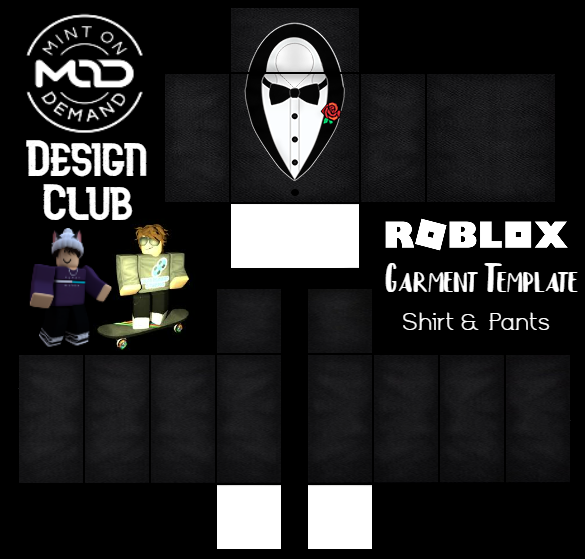 MINT ON
MOD
DEMAND
DESIGN
CLUB
ROBLOX
GARMENT TEMPLATE
Shirt & Pants